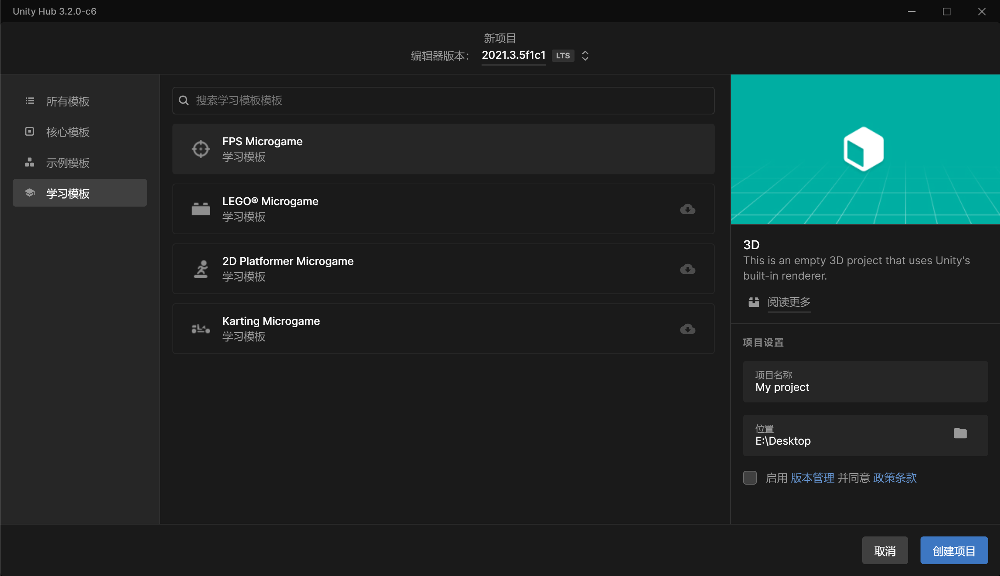 Unity Hub 3.2.0-c6
新项目
编辑器版本: 2021.3.5f1c1 LTS
所有模板
核心模板
示例模板
学习模板
搜索学习模板模板
FPS Microgame
学习模板
LEGO® Microgame
学习模板
2D Platformer Microgame
学习模板
Karting Microgame
学习模板
3D
This is an empty 3D project that uses Unity's
built-in renderer.
阅读更多
项目设置
项目名称
My project
位置
E:\Desktop
启用 版本管理 并同意 政策条款
取消
创建项目